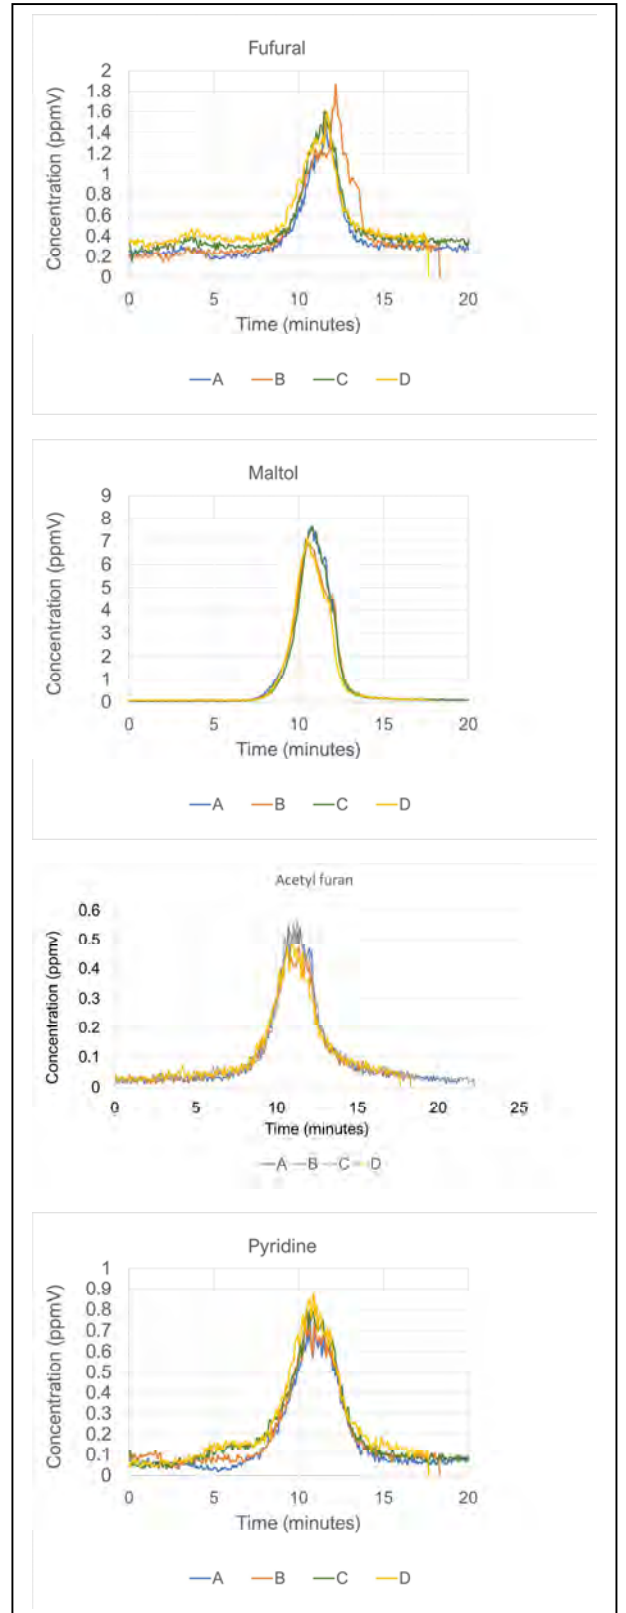 Fufural
Concentration (ppmV)
2
1.8
1.6
1.4
1.2
1
0.8
0.6
0.4
0.2
0
0 5 10 15 20
Time (minutes)
A B C D
Maltol
Concentration (ppmV)
9
8
7
6
5
4
3
2
1
0
0 5 10 15 20
Time (minutes)
A B C D
Acetyl furan
Concentration (ppmv)
0.6
0.5
0.4
0.3
0.2
0.1
0
0 5 10 15 20 25
Time (minutes)
A B C D
Pyridine
Concentration (ppmV)
1
0.9
0.8
0.7
0.6
0.5
0.4
0.3
0.2
0.1
0
0 5 10 15 20
Time (minutes)
A B C D